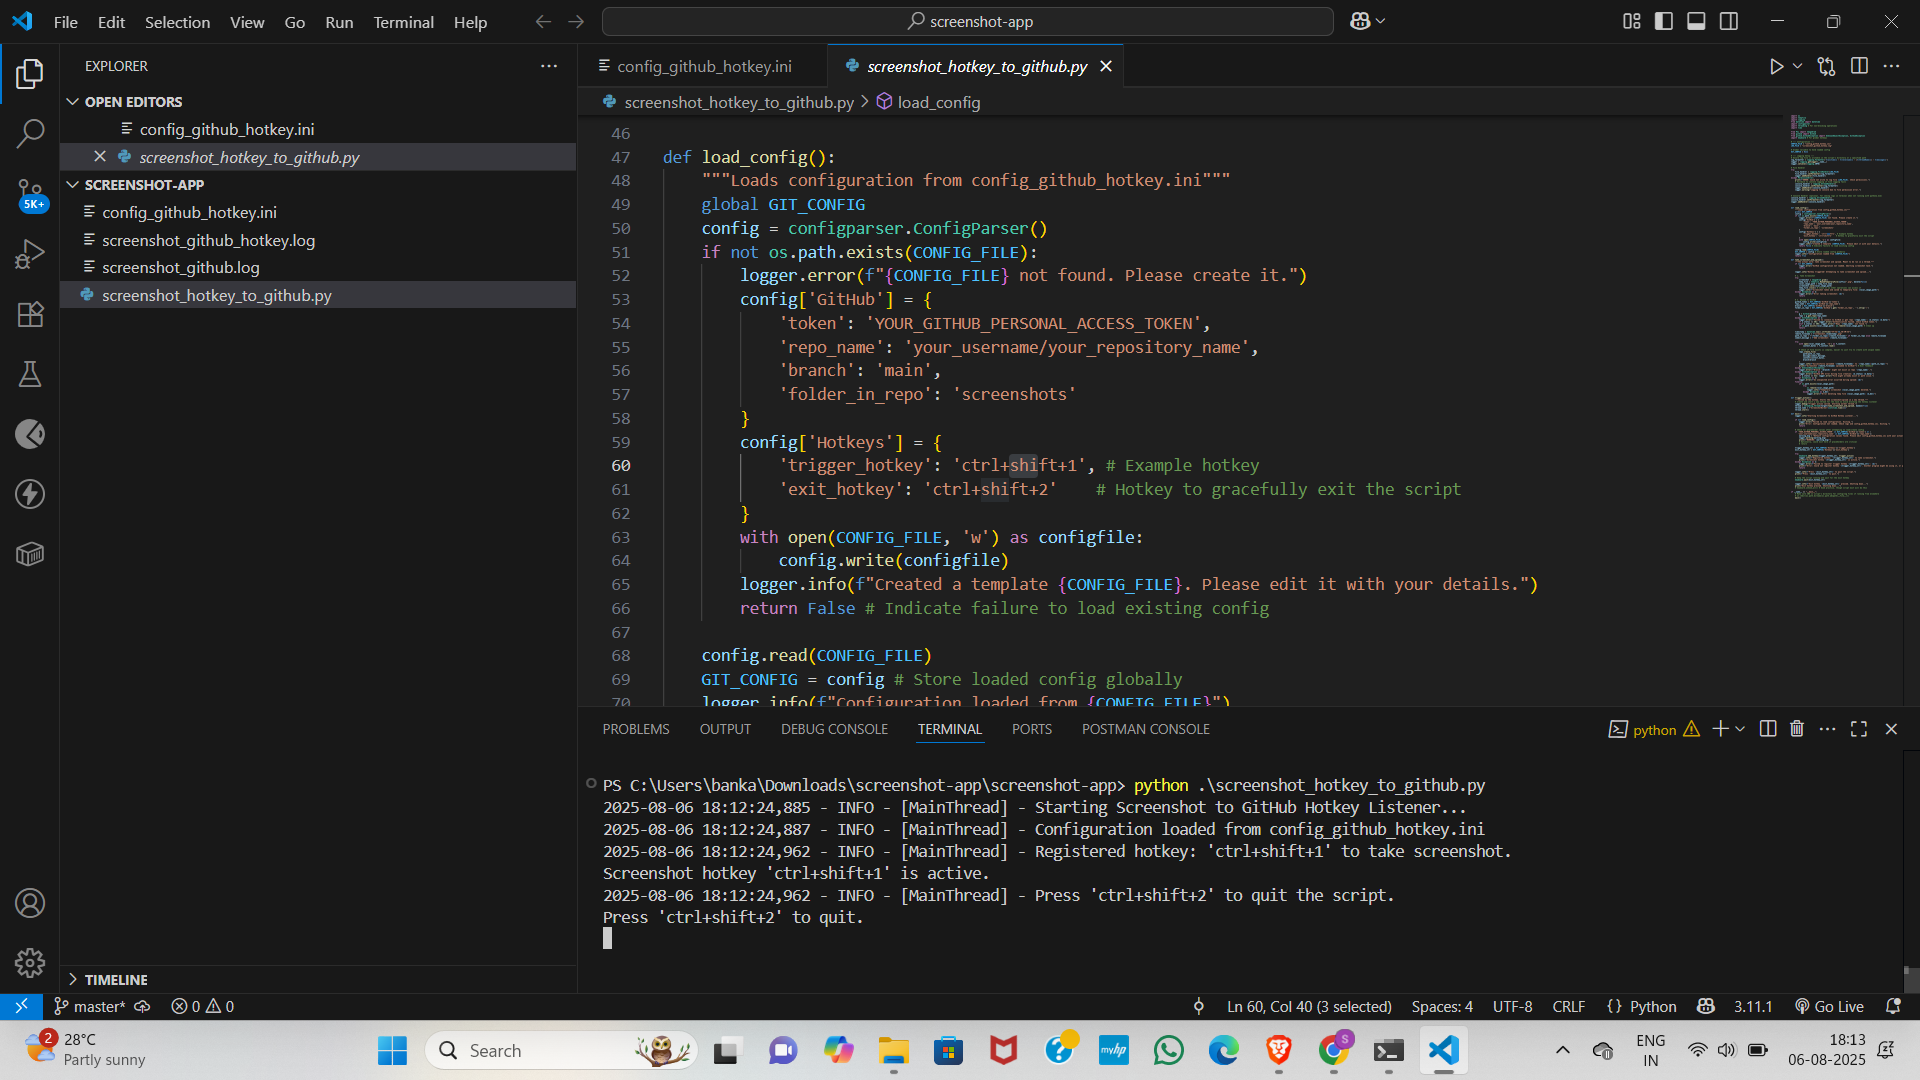 File Edit Selection View Go Run Terminal Help
screenshot-app
EXPLORER
OPEN EDITORS
config_github_hotkey.ini
screenshot_hotkey_to_github.py
SCREENSHOT-APP
config_github_hotkey.ini
screenshot_github_hotkey.log
screenshot_github.log
screenshot_hotkey_to_github.py
5K+
TIMELINE
config_github_hotkey.ini screenshot_hotkey_to_github.py
screenshot_hotkey_to_github.py > load_config
46
47 def load_config():
48 """Loads configuration from config_github_hotkey.ini"""
49 global GIT_CONFIG
50 config = configparser.ConfigParser()
51 if not os.path.exists(CONFIG_FILE):
52 logger.error(f"{CONFIG_FILE} not found. Please create it.")
53 config['GitHub'] = {
54 'token': 'YOUR_GITHUB_PERSONAL_ACCESS_TOKEN',
55 'repo_name': 'your_username/your_repository_name',
56 'branch': 'main',
57 'folder_in_repo': 'screenshots'
58 }
59 config['Hotkeys'] = {
60 'trigger_hotkey': 'ctrl+shift+1', # Example hotkey
61 'exit_hotkey': 'ctrl+shift+2' # Hotkey to gracefully exit the script
62 }
63 with open(CONFIG_FILE, 'w') as configfile:
64 config.write(configfile)
65 logger.info(f"Created a template {CONFIG_FILE}. Please edit it with your details.")
66 return False # Indicate failure to load existing config
67
68 config.read(CONFIG_FILE)
69 GIT_CONFIG = config # Store loaded config globally
70 logger.info(f"Configuration loaded from {CONFIG_FILE}")
PROBLEMS OUTPUT DEBUG CONSOLE TERMINAL PORTS POSTMAN CONSOLE
python
PS C:\Users\banka\Downloads\screenshot-app\screenshot-app> python .\screenshot_hotkey_to_github.py
2025-08-06 18:12:24,885 - INFO - [MainThread] - Starting Screenshot to GitHub Hotkey Listener...
2025-08-06 18:12:24,887 - INFO - [MainThread] - Configuration loaded from config_github_hotkey.ini
2025-08-06 18:12:24,962 - INFO - [MainThread] - Registered hotkey: 'ctrl+shift+1' to take screenshot.
Screenshot hotkey 'ctrl+shift+1' is active.
2025-08-06 18:12:24,962 - INFO - [MainThread] - Press 'ctrl+shift+2' to quit the script.
Press 'ctrl+shift+2' to quit.
master* 0 0 Ln 60, Col 40 (3 selected) Spaces: 4 UTF-8 CRLF {} Python 3.11.1 Go Live
2 28°C
Partly sunny
Search
myhp
S
ENG
IN
18:13
06-08-2025